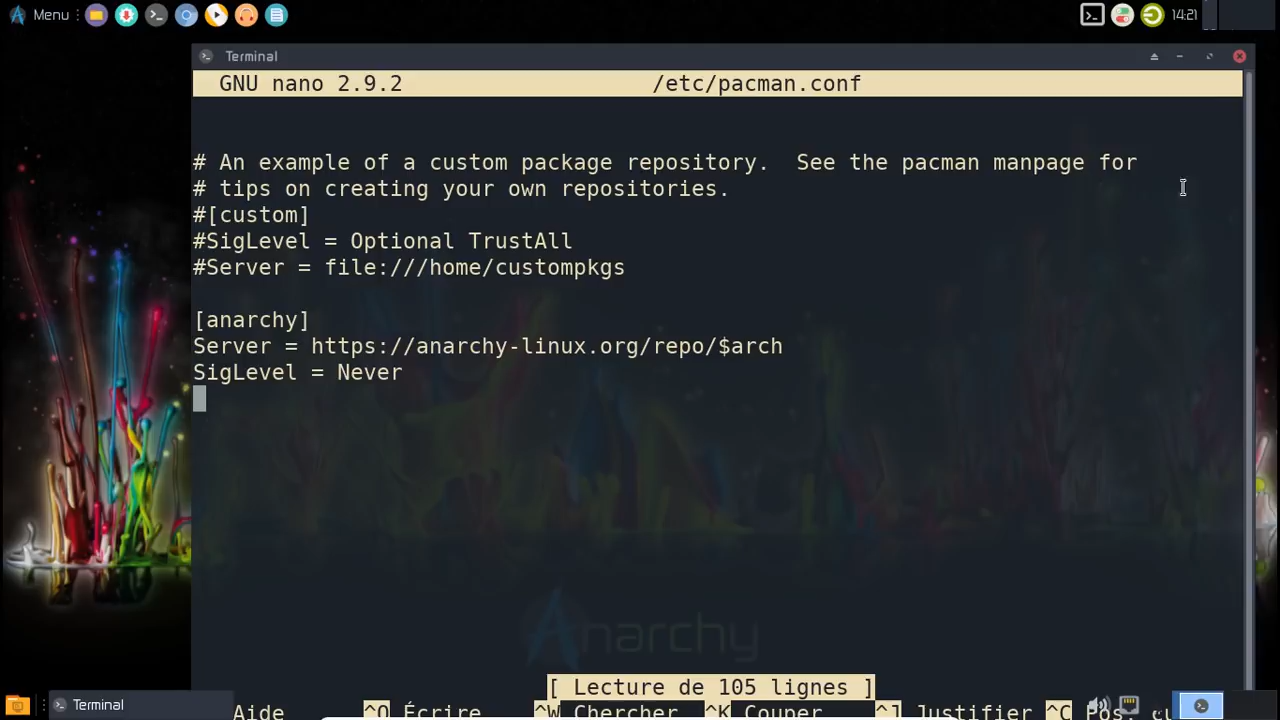 Menu
14:21
Terminal
GNU nano 2.9.2 /etc/pacman.conf
# An example of a custom package repository.  See the pacman manpage for
# tips on creating your own repositories.
#[custom]
#SigLevel = Optional TrustAll
#Server = file:///home/custompkgs
[anarchy]
Server = https://anarchy-linux.org/repo/$arch
SigLevel = Never
Anarchy
[ Lecture de 105 lignes ]
Aide ^O Écrire ^W Chercher ^K Couper ^J Justifier ^C
Terminal